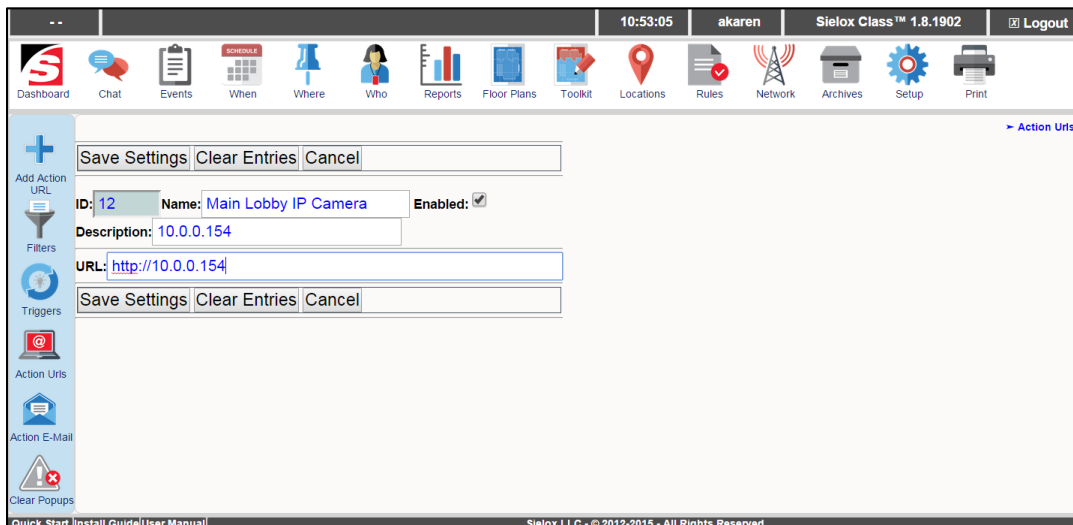 - - 10:53:05 akaren Sielox Class™ 1.8.1902 Logout
SCHEDULE
Dashboard Chat Events When Where Who Reports Floor Plans Toolkit Locations Rules Network Archives Setup Print
➢ Action Urls
Save Settings Clear Entries Cancel
Add Action
URL
ID: 12 Name: Main Lobby IP Camera Enabled:
Description: 10.0.0.154
Filters
URL: http://10.0.0.154
Save Settings Clear Entries Cancel
Triggers
@
Action Urls
Action E-Mail
Clear Popups
Quick Start Install Guide User Manual Sielox LLC - © 2012-2015 - All Rights Reserved